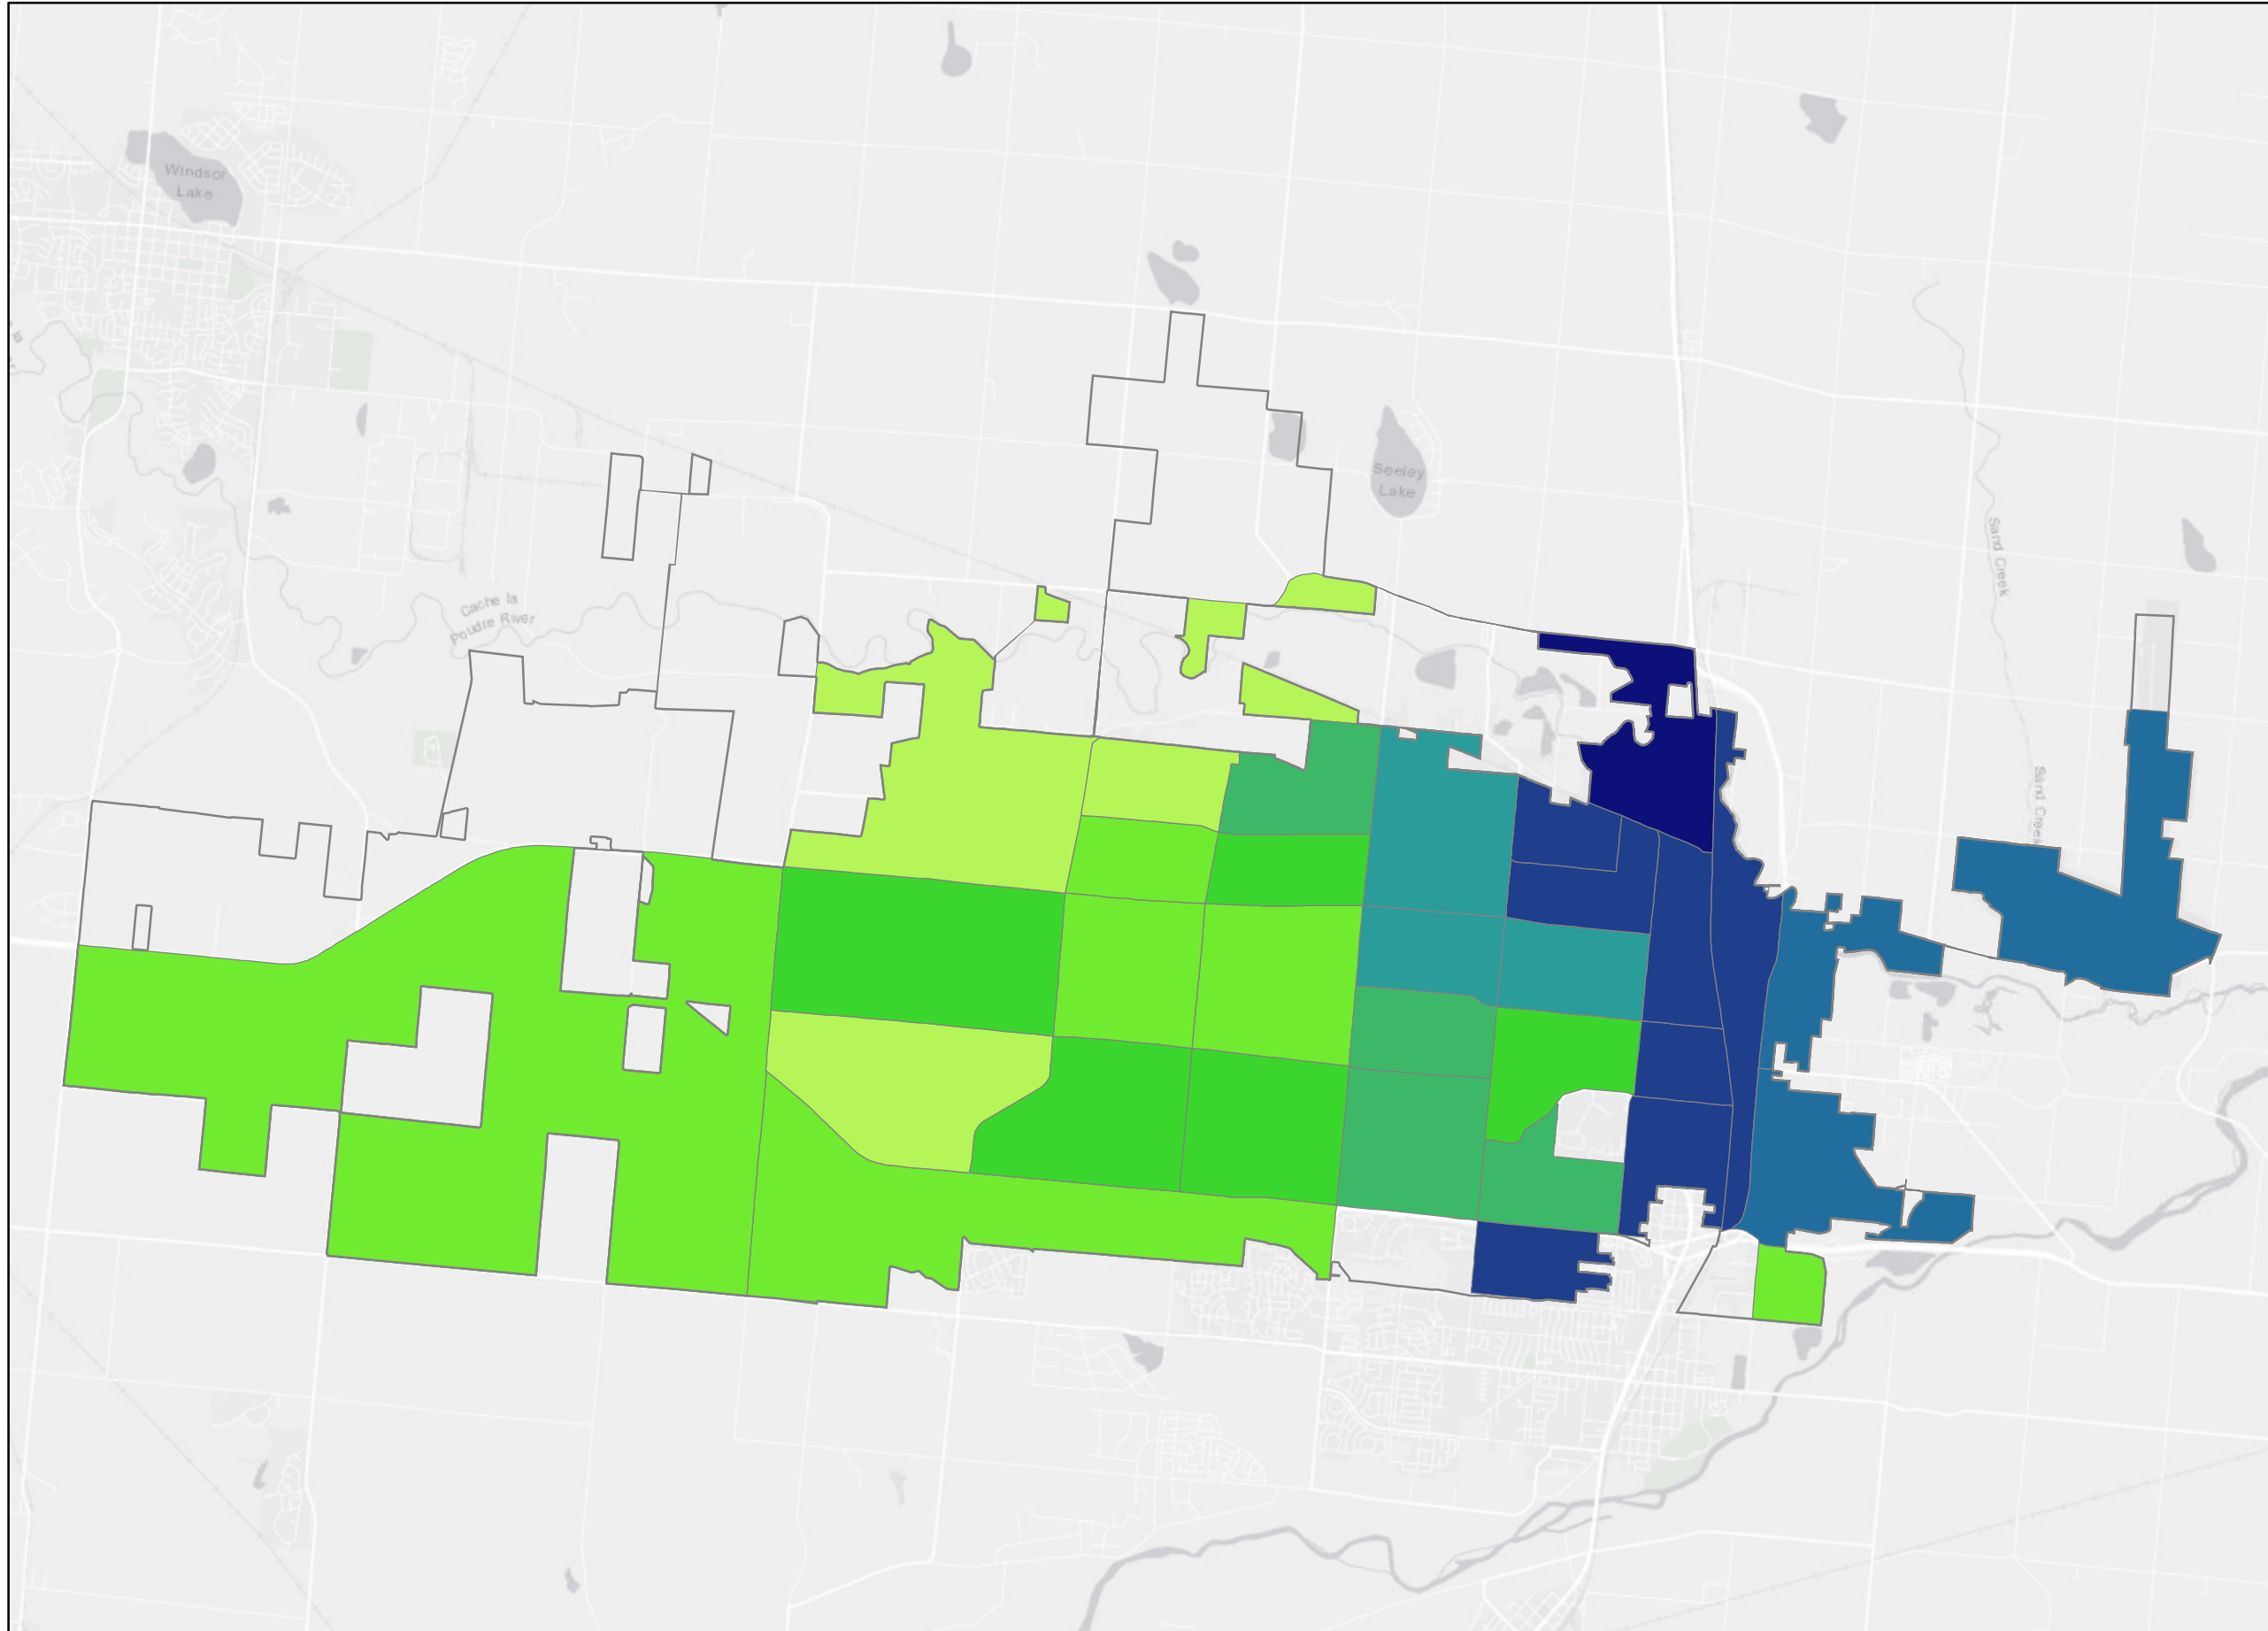 Windsor
Lake
Seeley
Lake
Sand Creek
Cache la
Poudre River
Sand Creek